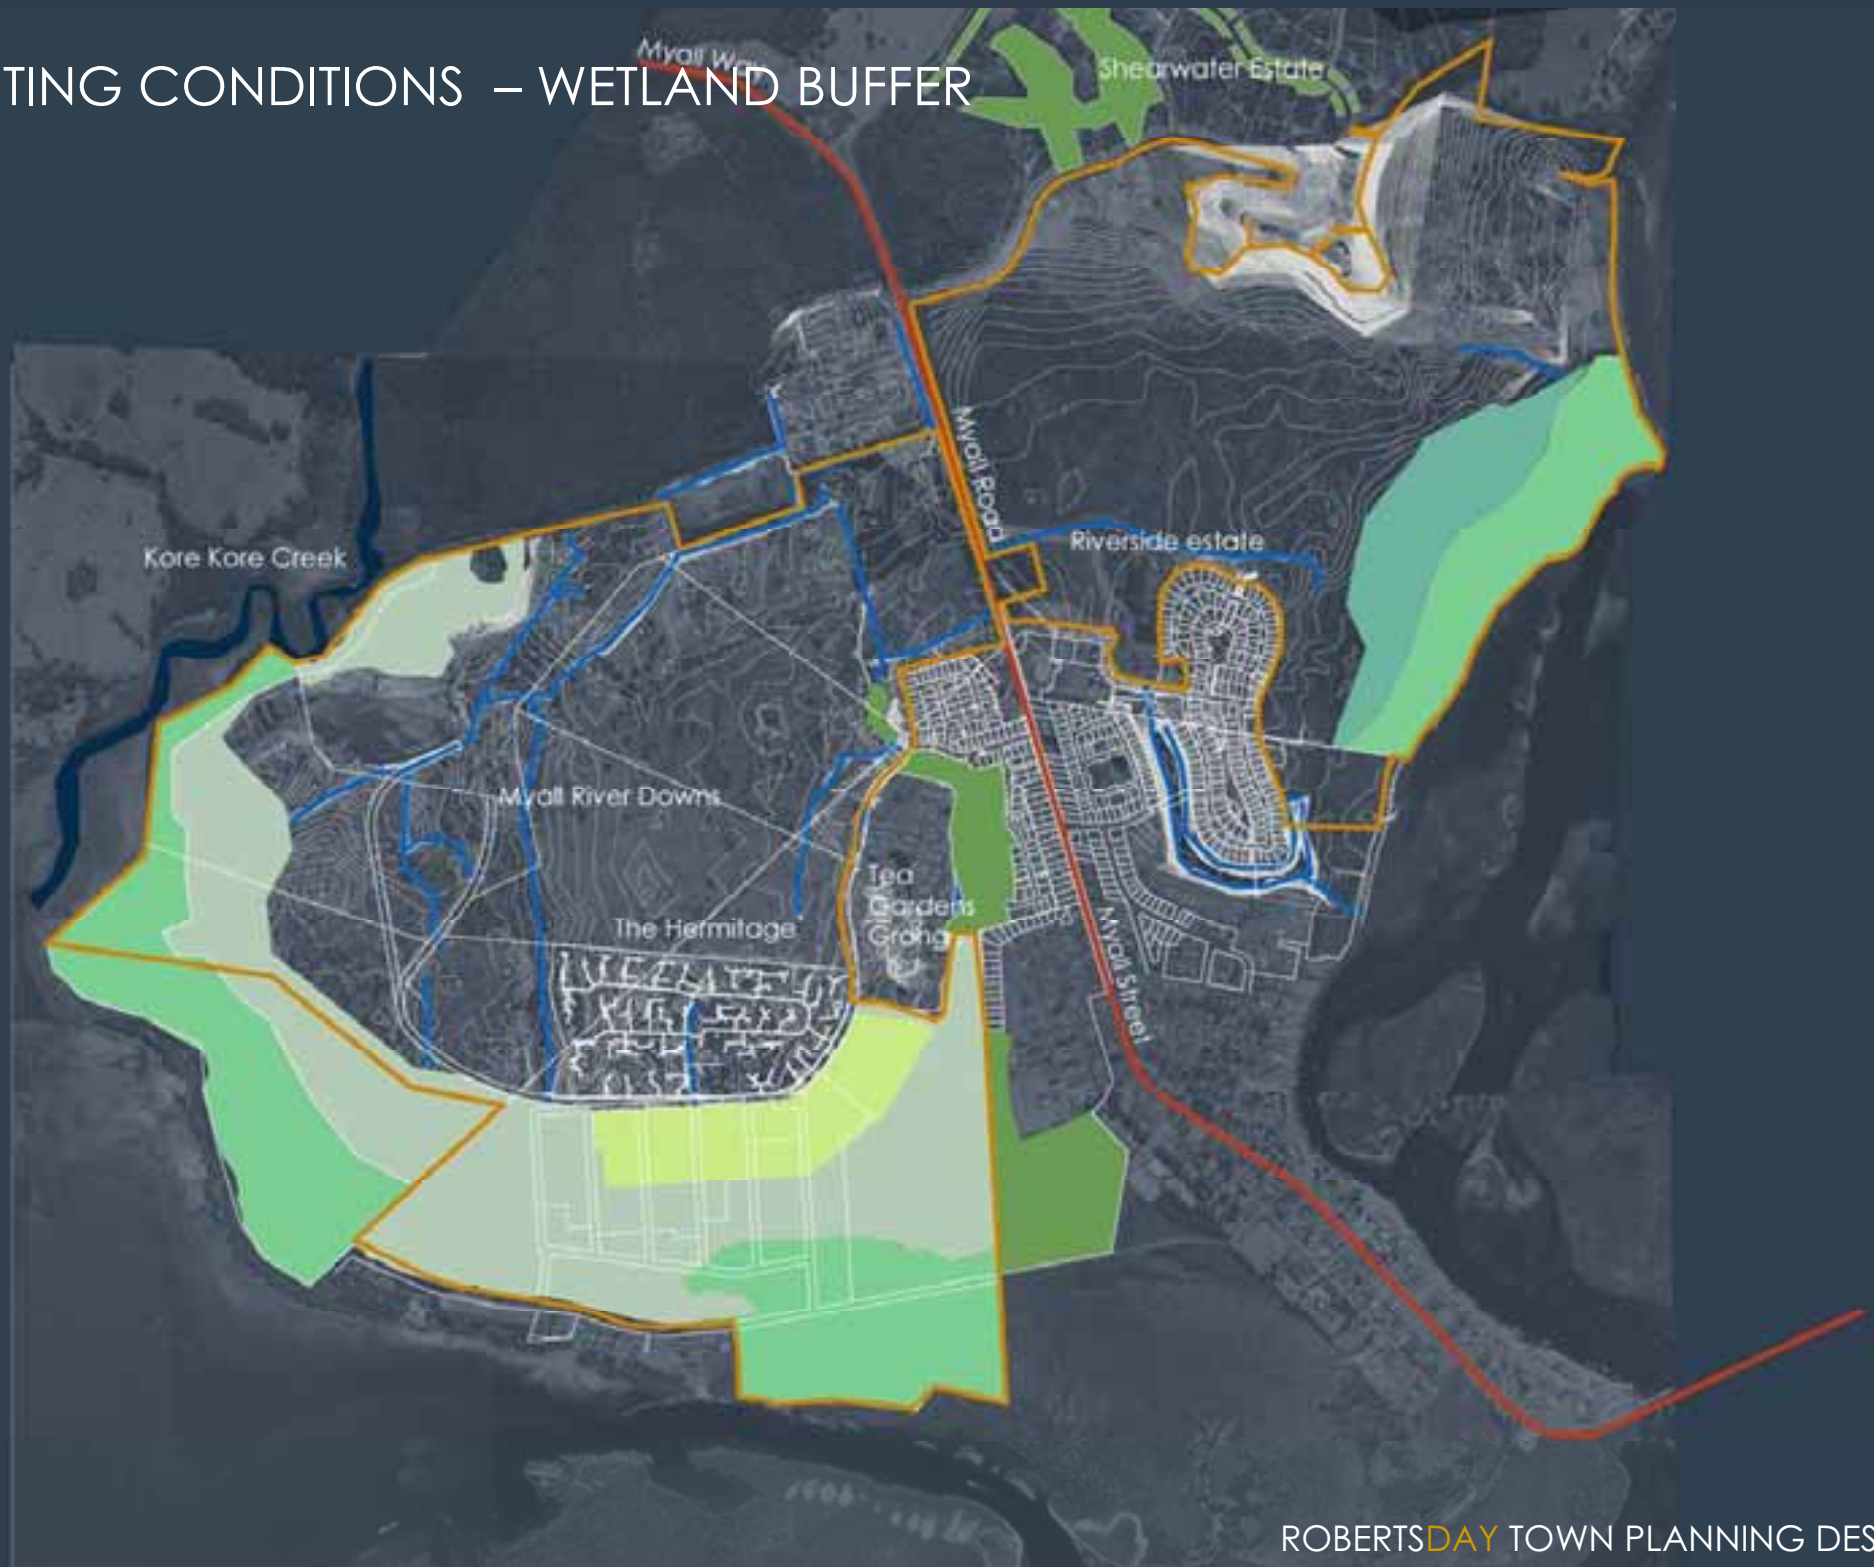 TING CONDITIONS – WETLAND BUFFER
Myall Way
Shearwater Estate
Myall Road
Kore Kore Creek
Riverside estate
Myall River Downs
Tea
Gardens
Grang
The Hermitage
Myall Street
ROBERTSDAY TOWN PLANNING DES